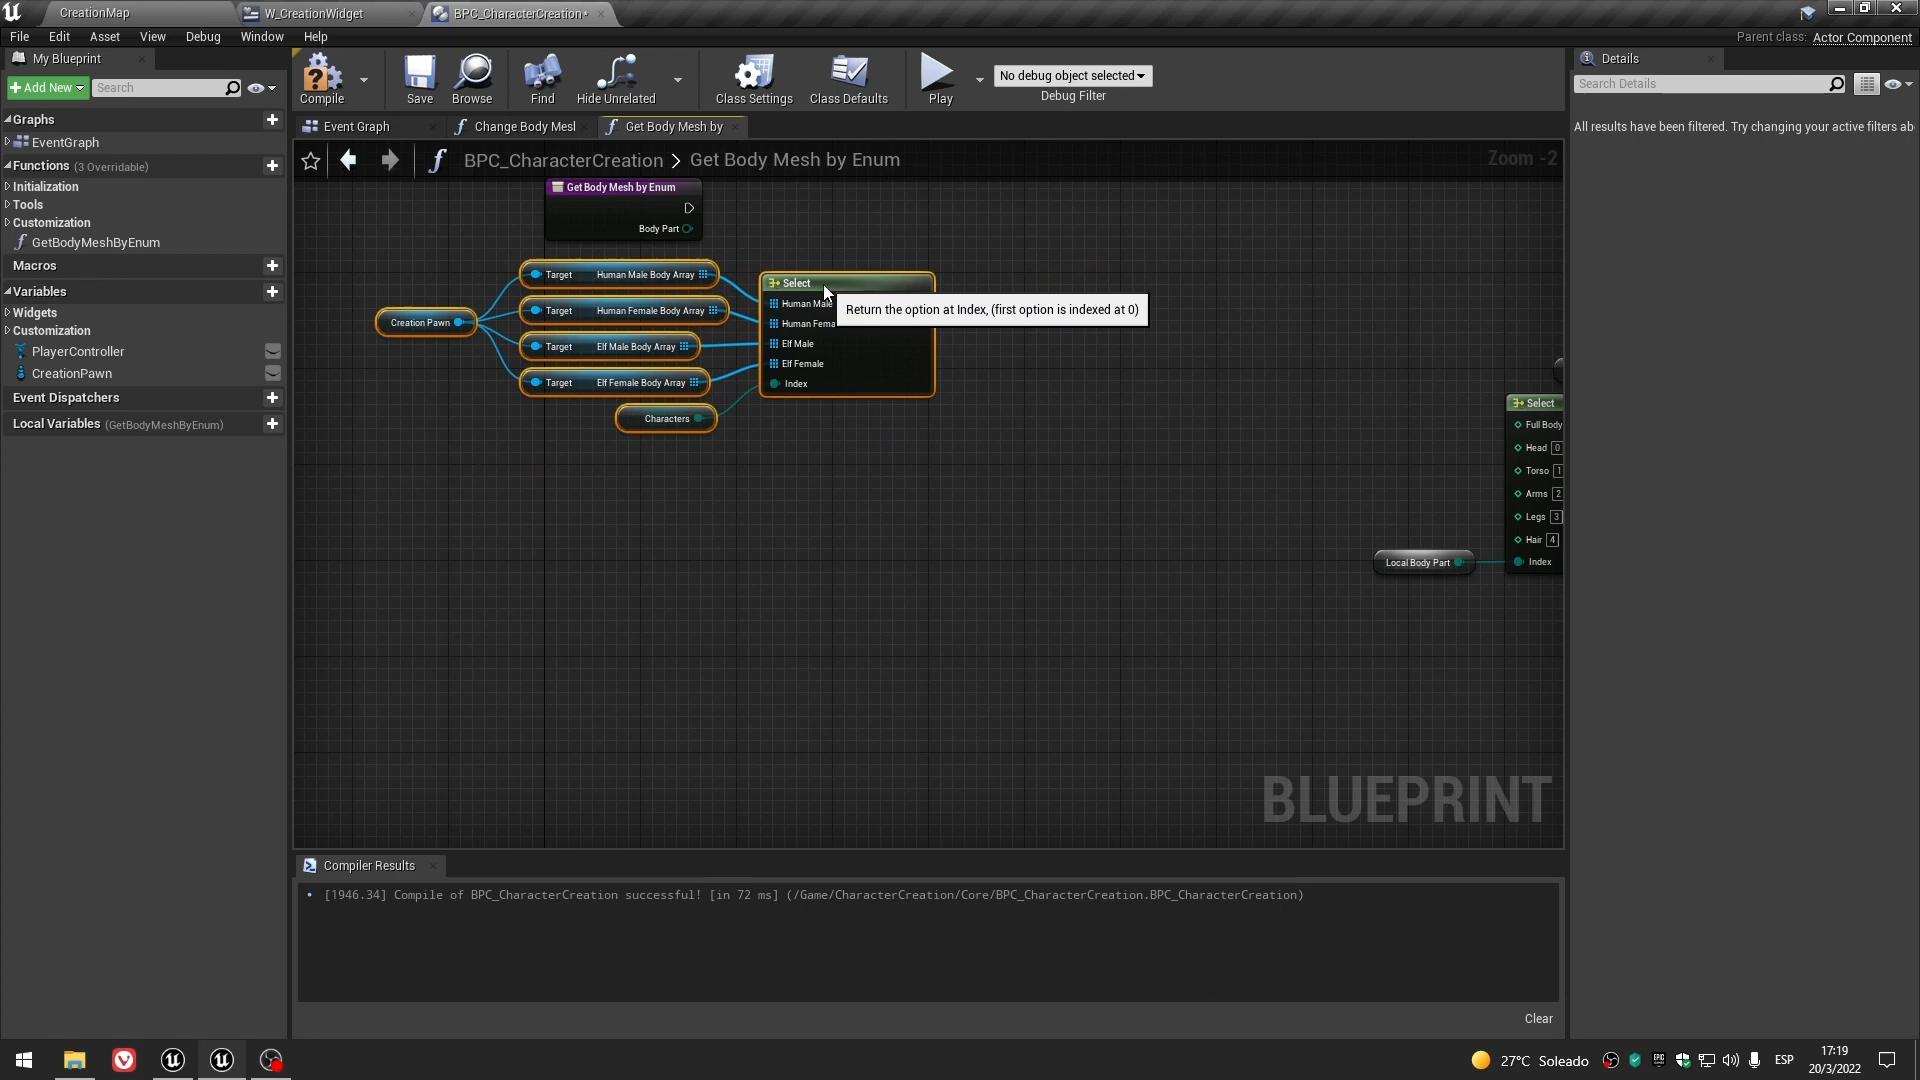 CreationMap
W_CreationWidget
BPC_CharacterCreation*
File Edit Asset View Debug Window Help
Parent class: Actor Component
My Blueprint
Add New
Search
Compile
Save
Browse
Find
Hide Unrelated
Class Settings
Class Defaults
Play
No debug object selected
Debug Filter
Details
Search Details
All results have been filtered. Try changing your active filters ab
Graphs
EventGraph
Functions (3 Overridable)
Initialization
Tools
Customization
GetBodyMeshByEnum
Macros
Variables
Widgets
Customization
PlayerController
CreationPawn
Event Dispatchers
Local Variables (GetBodyMeshByEnum)
Event Graph
Change Body Mesl
Get Body Mesh by
BPC_CharacterCreation > Get Body Mesh by Enum
Zoom -2
Get Body Mesh by Enum
Body Part
Creation Pawn
Target Human Male Body Array
Target Human Female Body Array
Target Elf Male Body Array
Target Elf Female Body Array
Characters
Select
Human Male
Human Fema
Elf Male
Elf Female
Index
Return the option at Index, (first option is indexed at 0)
Select
Full Body
Head 0
Torso 1
Arms 2
Legs 3
Hair 4
Index
Local Body Part
BLUEPRINT
Compiler Results
[1946.34] Compile of BPC_CharacterCreation successful! [in 72 ms] (/Game/CharacterCreation/Core/BPC_CharacterCreation.BPC_CharacterCreation)
Clear
27°C Soleado
ESP
17:19
20/3/2022